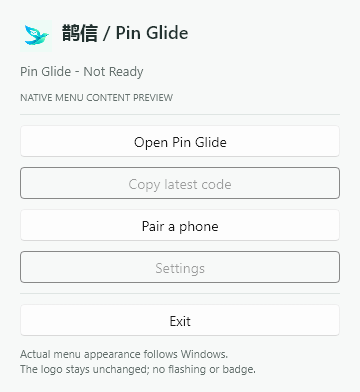 鹊信 / Pin Glide
Pin Glide - Not Ready
NATIVE MENU CONTENT PREVIEW
Open Pin Glide
Copy latest code
Pair a phone
Settings
Exit
Actual menu appearance follows Windows.
The logo stays unchanged; no flashing or badge.